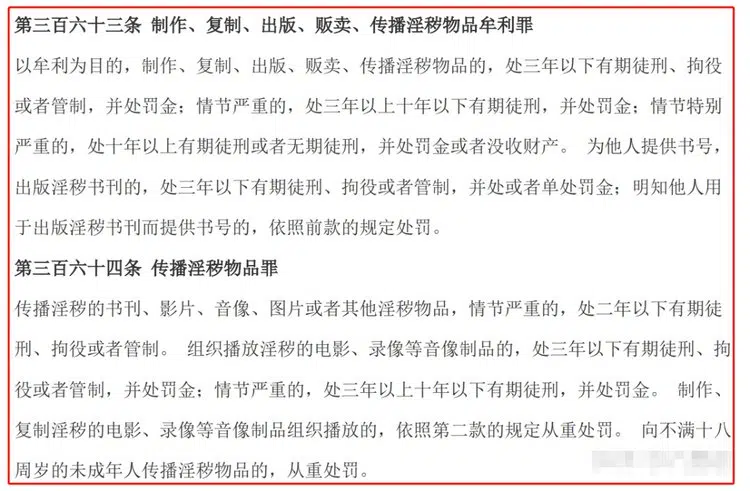 第三百六十三条 制作、复制、出版、贩卖、传播淫秽物品牟利罪
以牟利为目的，制作、复制、出版、贩卖、传播淫秽物品的，处三年以下有期徒刑、拘役
或者管制，并处罚金；情节严重的，处三年以上十年以下有期徒刑，并处罚金；情节特别
严重的，处十年以上有期徒刑或者无期徒刑，并处罚金或者没收财产。 为他人提供书号，
出版淫秽书刊的，处三年以下有期徒刑、拘役或者管制，并处或者单处罚金；明知他人用
于出版淫秽书刊而提供书号的，依照前款的规定处罚。
第三百六十四条 传播淫秽物品罪
传播淫秽的书刊、影片、音像、图片或者其他淫秽物品，情节严重的，处二年以下有期徒
刑、拘役或者管制。 组织播放淫秽的电影、录像等音像制品的，处三年以下有期徒刑、拘
役或者管制，并处罚金；情节严重的，处三年以上十年以下有期徒刑，并处罚金。 制作、
复制淫秽的电影、录像等音像制品组织播放的，依照第二款的规定从重处罚。 向不满十八
周岁的未成年人传播淫秽物品的，从重处罚。